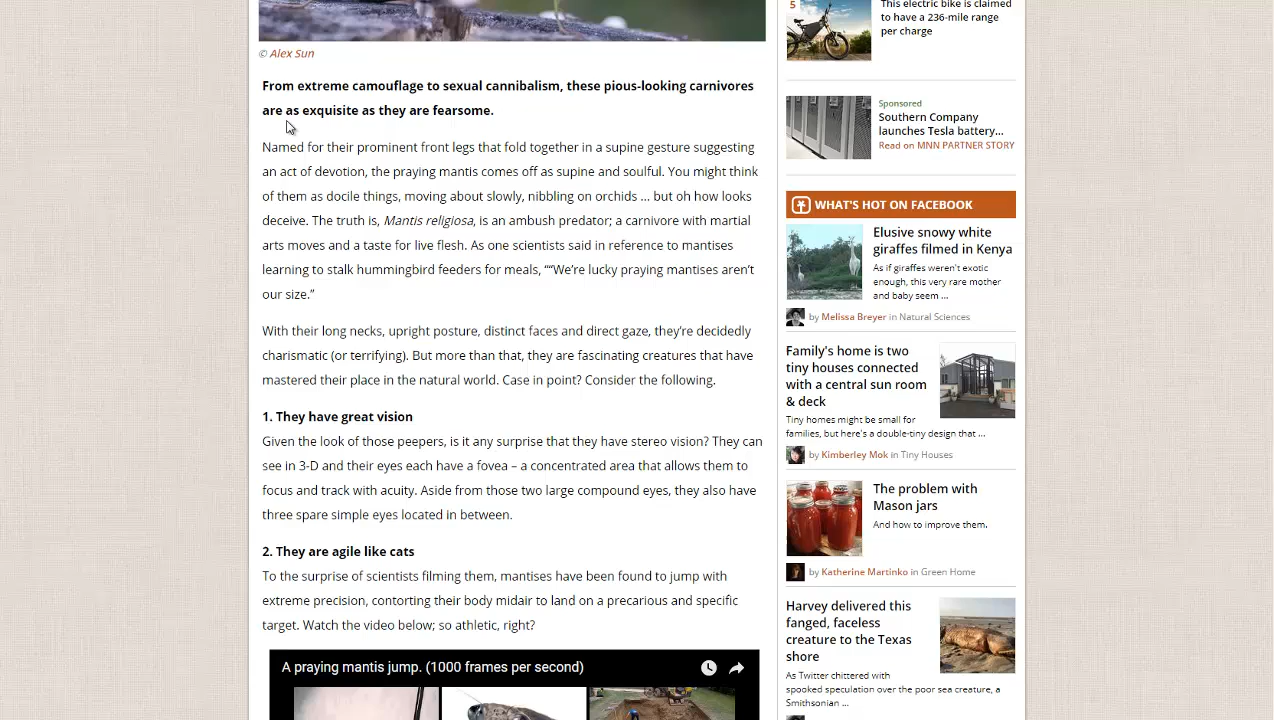 © Alex Sun
From extreme camouflage to sexual cannibalism, these pious-looking carnivores
are as exquisite as they are fearsome.
Named for their prominent front legs that fold together in a supine gesture suggesting
an act of devotion, the praying mantis comes off as supine and soulful. You might think
of them as docile things, moving about slowly, nibbling on orchids ... but oh how looks
deceive. The truth is, Mantis religiosa, is an ambush predator; a carnivore with martial
arts moves and a taste for live flesh. As one scientists said in reference to mantises
learning to stalk hummingbird feeders for meals, ““We’re lucky praying mantises aren’t
our size.”
With their long necks, upright posture, distinct faces and direct gaze, they’re decidedly
charismatic (or terrifying). But more than that, they are fascinating creatures that have
mastered their place in the natural world. Case in point? Consider the following.
1. They have great vision
Given the look of those peepers, is it any surprise that they have stereo vision? They can
see in 3-D and their eyes each have a fovea – a concentrated area that allows them to
focus and track with acuity. Aside from those two large compound eyes, they also have
three spare simple eyes located in between.
2. They are agile like cats
To the surprise of scientists filming them, mantises have been found to jump with
extreme precision, contorting their body midair to land on a precarious and specific
target. Watch the video below; so athletic, right?
A praying mantis jump. (1000 frames per second)
5
This electric bike is claimed
to have a 236-mile range
per charge
Sponsored
Southern Company
launches Tesla battery...
Read on MNN PARTNER STORY
WHAT'S HOT ON FACEBOOK
Elusive snowy white
giraffes filmed in Kenya
As if giraffes weren't exotic
enough, this very rare mother
and baby seem ...
by Melissa Breyer in Natural Sciences
Family's home is two
tiny houses connected
with a central sun room
& deck
Tiny homes might be small for
families, but here's a double-tiny design that ...
by Kimberley Mok in Tiny Houses
The problem with
Mason jars
And how to improve them.
by Katherine Martinko in Green Home
Harvey delivered this
fanged, faceless
creature to the Texas
shore
As Twitter chittered with
spooked speculation over the poor sea creature, a
Smithsonian ...